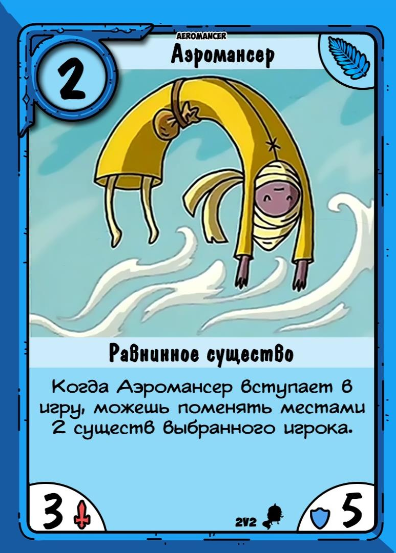 AEROMANCER
2
Аэромансер
Равнинное существо
Когда Аэромансер вступает в
игру, можешь поменять местами
2 существ выбранного игрока.
3
2V2
5